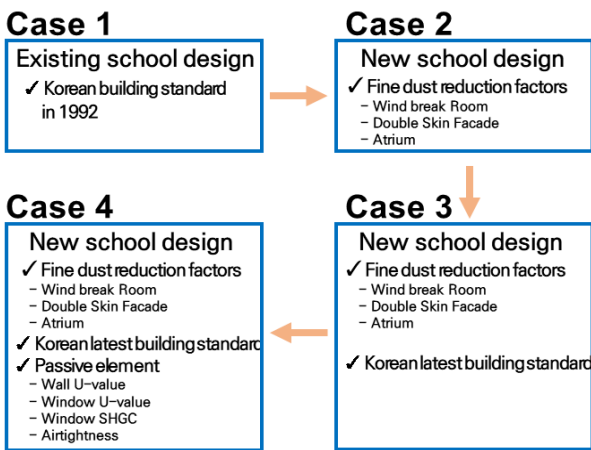 Case 1
Existing school design
✓ Korean building standard
in 1992
Case 2
New school design
✓ Fine dust reduction factors
- Wind break Room
- Double Skin Facade
- Atrium
Case 3
New school design
✓ Fine dust reduction factors
- Wind break Room
- Double Skin Facade
- Atrium
✓ Korean latest building standard
Case 4
New school design
✓ Fine dust reduction factors
- Wind break Room
- Double Skin Facade
- Atrium
✓ Korean latest building standard
✓ Passive element
- Wall U-value
- Window U-value
- Window SHGC
- Airtightness